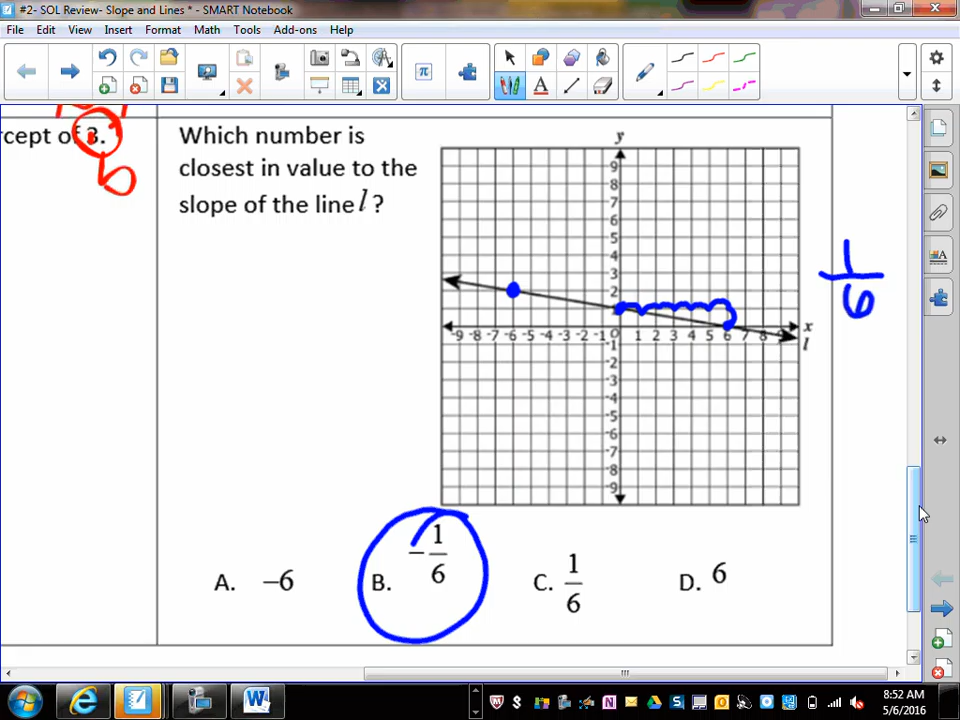 #2- SOL Review- Slope and Lines * - SMART Notebook
File Edit View Insert Format Math Tools Add-ons Help
cept of 3.
b
Which number is
closest in value to the
slope of the line l ?
y
9
8
7
6
5
4
3
2
-9 -8 -7 -6 -5 -4 -3 -2 -1 0 1 2 3 4 5 6 7 8 x
l
-1
-2
-3
-4
-5
-6
-7
-8
-9
1/6
A. −6
B. −1/6
C. 1/6
D. 6
8:52 AM
5/6/2016